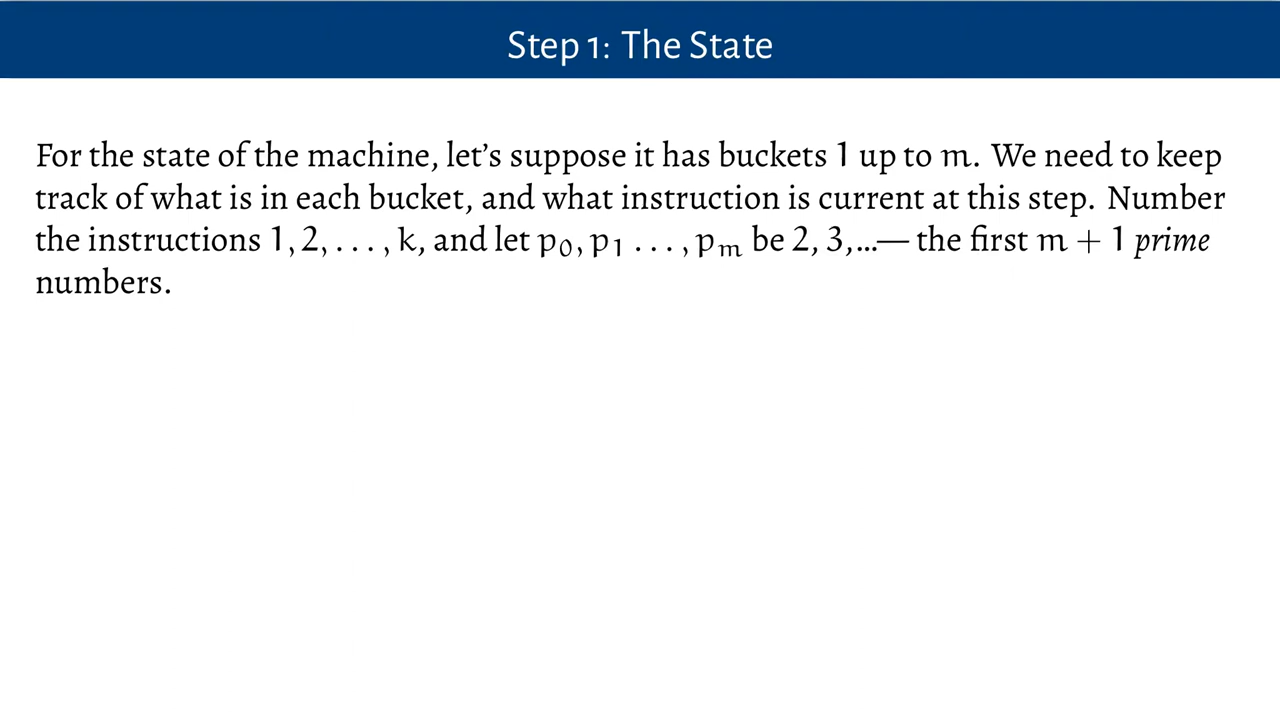 Step 1: The State
For the state of the machine, let’s suppose it has buckets 1 up to m. We need to keep
track of what is in each bucket, and what instruction is current at this step. Number
the instructions 1, 2, . . . , k, and let p₀, p₁ . . . , pₘ be 2, 3,…— the first m + 1 prime
numbers.